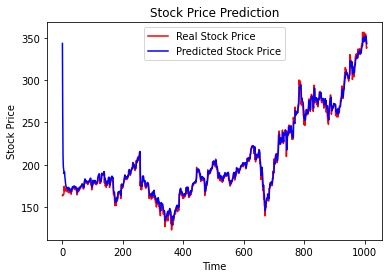 Stock Price Prediction
Real Stock Price
Predicted Stock Price
Stock Price
350
300
250
200
150
0
200
400
600
800
1000
Time